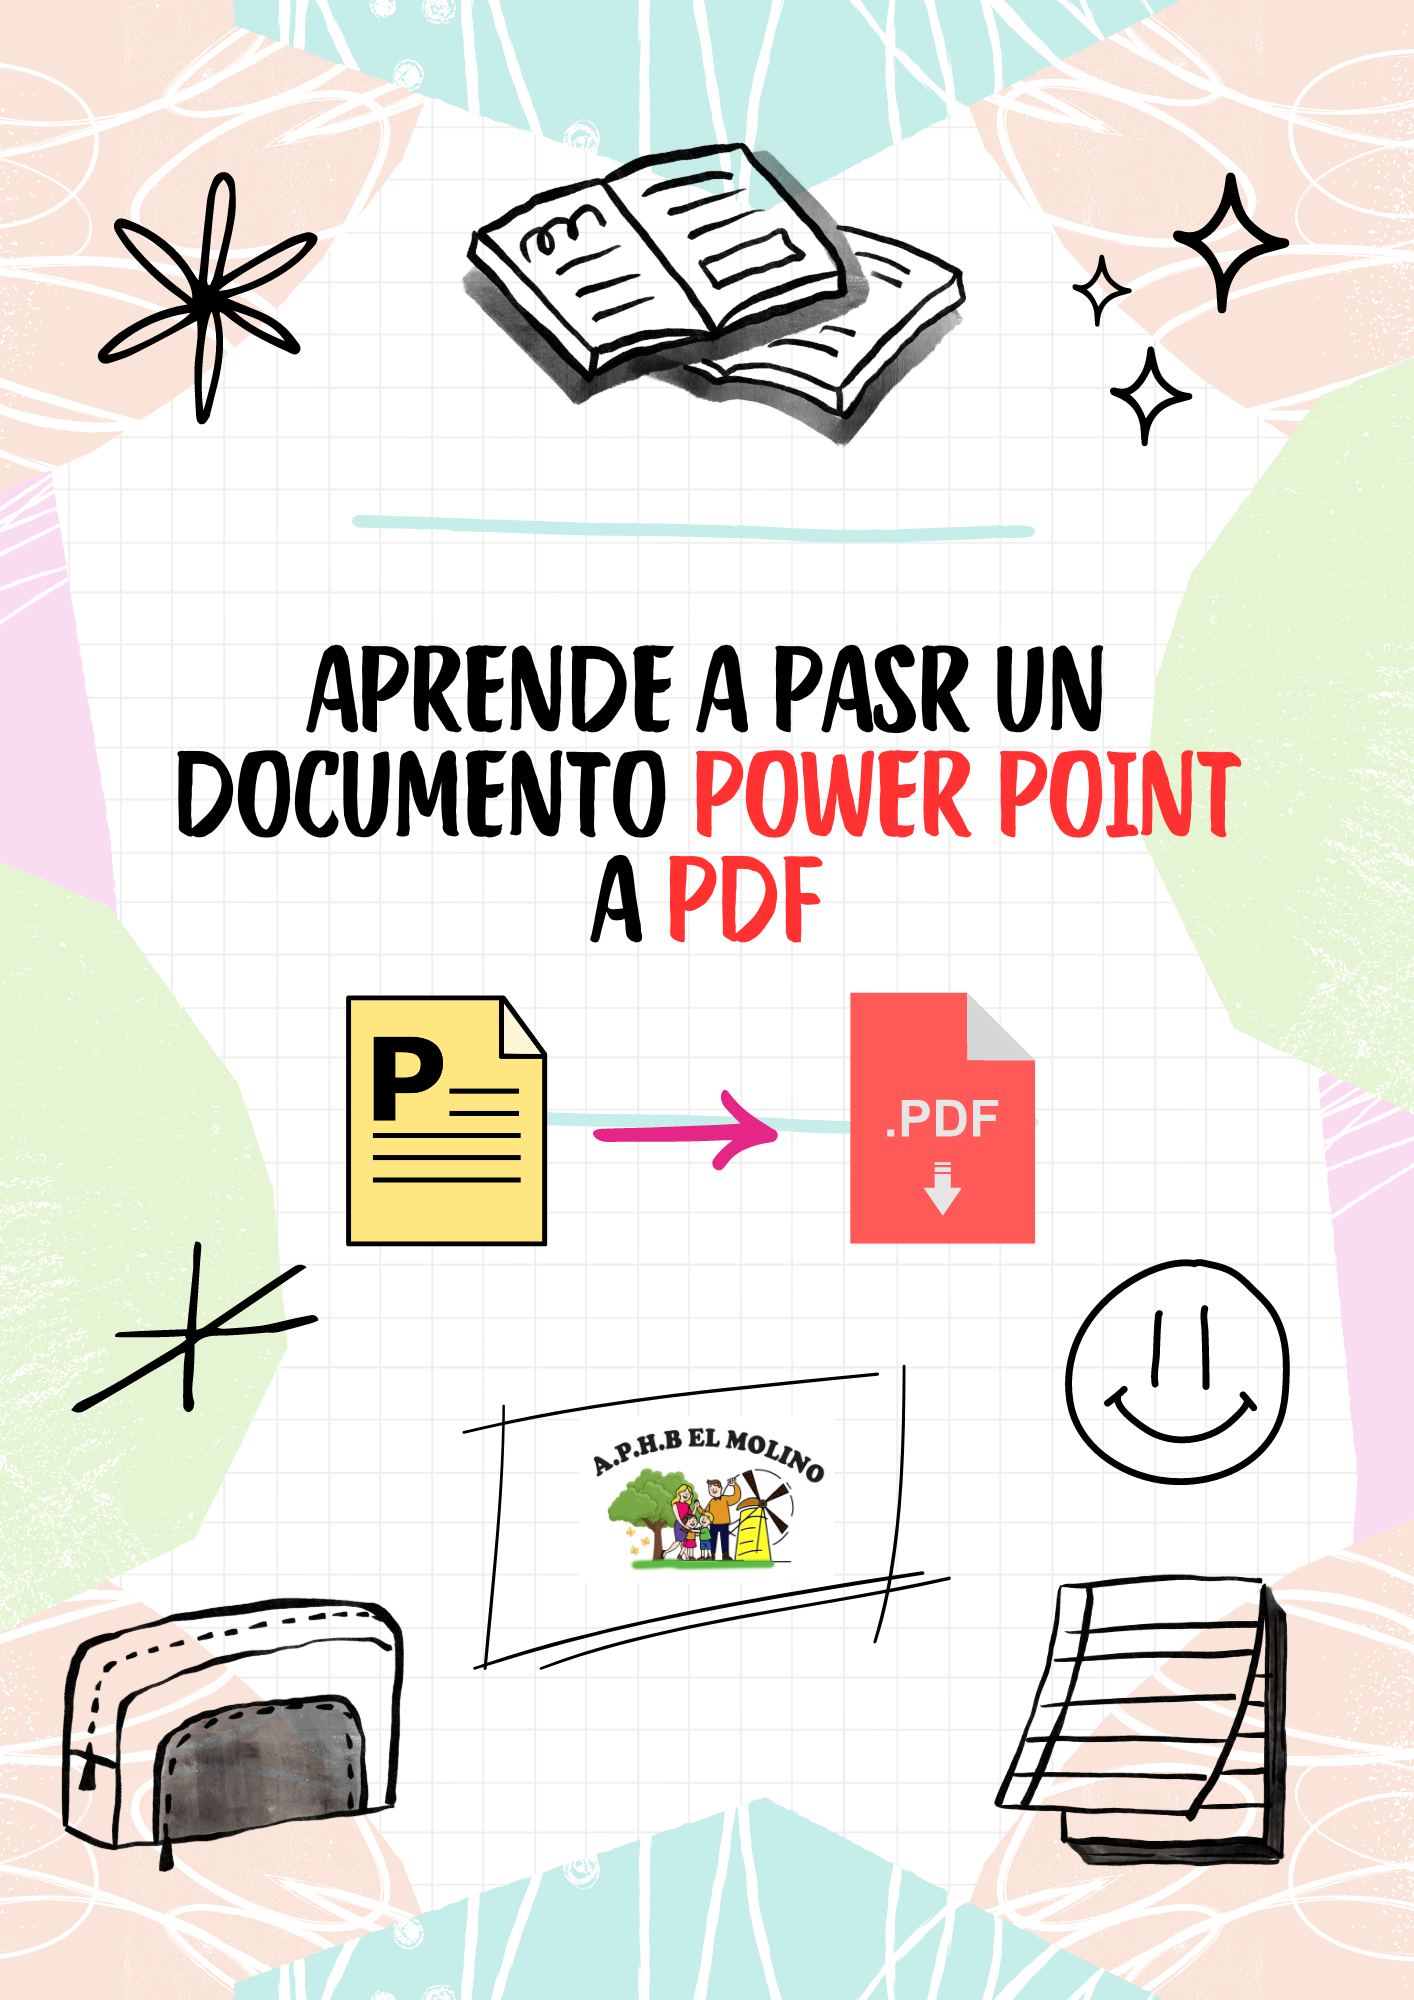 APRENDE A PASR UN
DOCUMENTO POWER POINT
A PDF
P
.PDF
A.P.H.B EL MOLINO